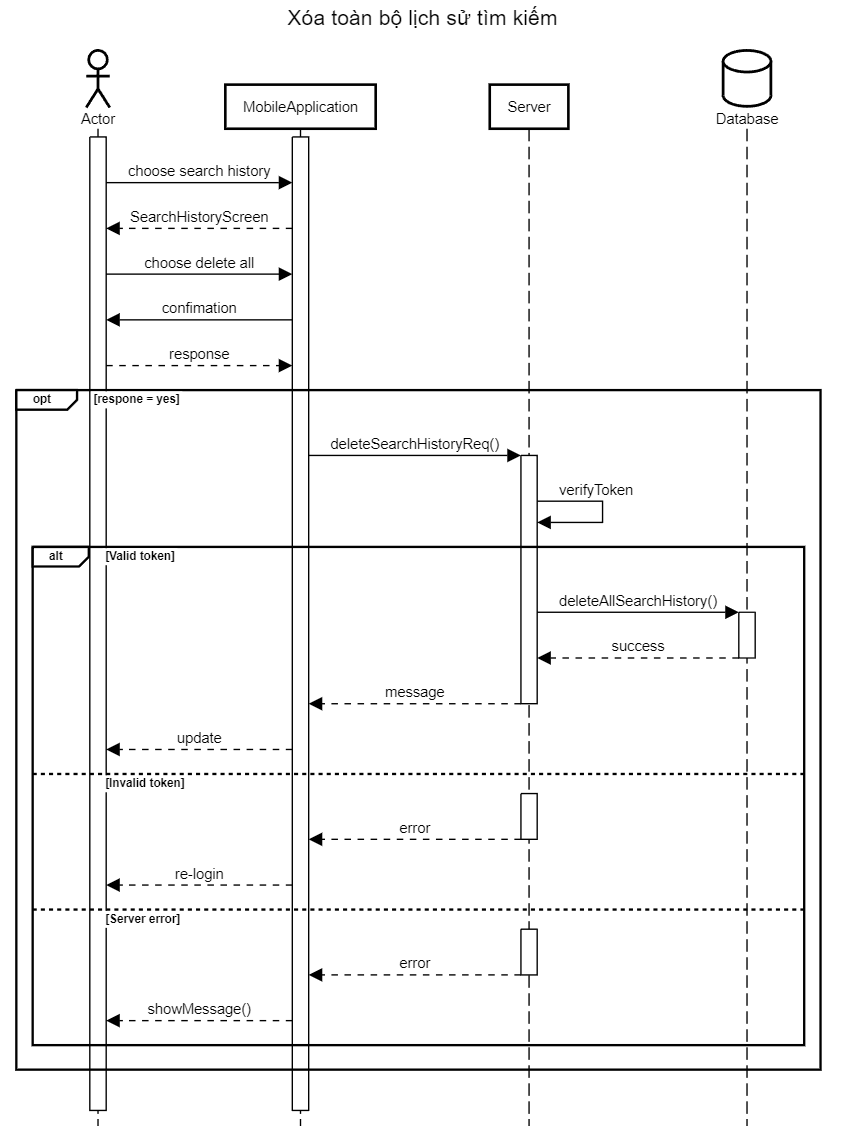 Xóa toàn bộ lịch sử tìm kiếm
Actor
MobileApplication
Server
Database
choose search history
SearchHistoryScreen
choose delete all
confimation
response
opt
[respone = yes]
deleteSearchHistoryReq()
verifyToken
alt
[Valid token]
deleteAllSearchHistory()
success
message
update
[Invalid token]
error
re-login
[Server error]
error
showMessage()